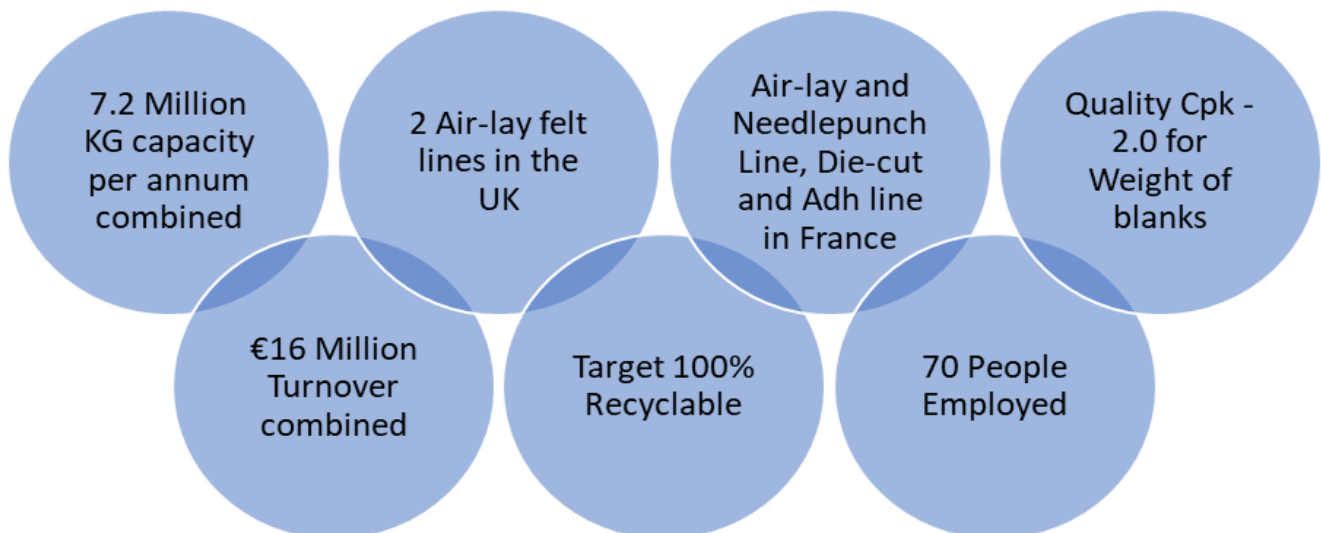 7.2 Million
KG capacity
per annum
combined
2 Air-lay felt
lines in the
UK
Air-lay and
Needlepunch
Line, Die-cut
and Adh line
in France
Quality Cpk -
2.0 for
Weight of
blanks
€16 Million
Turnover
combined
Target 100%
Recyclable
70 People
Employed